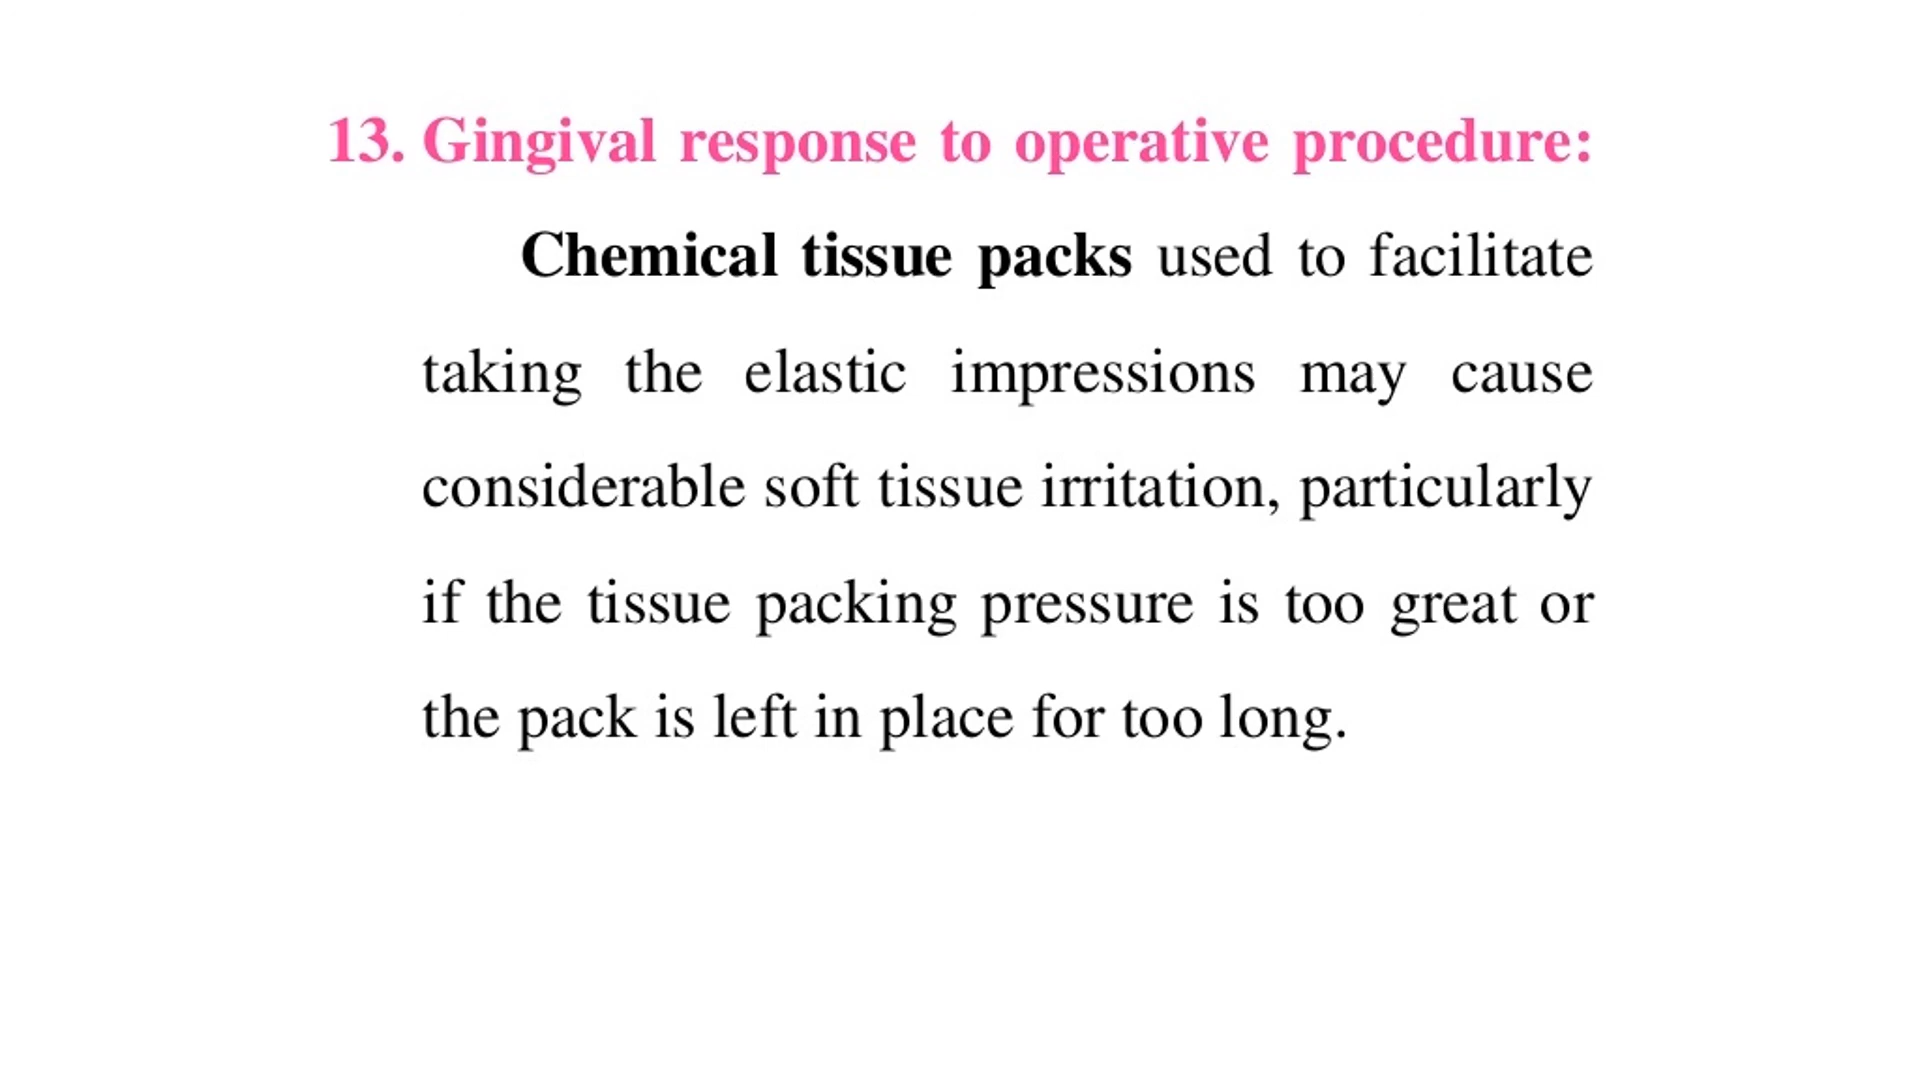 13. Gingival response to operative procedure:
Chemical tissue packs used to facilitate
taking the elastic impressions may cause
considerable soft tissue irritation, particularly
if the tissue packing pressure is too great or
the pack is left in place for too long.